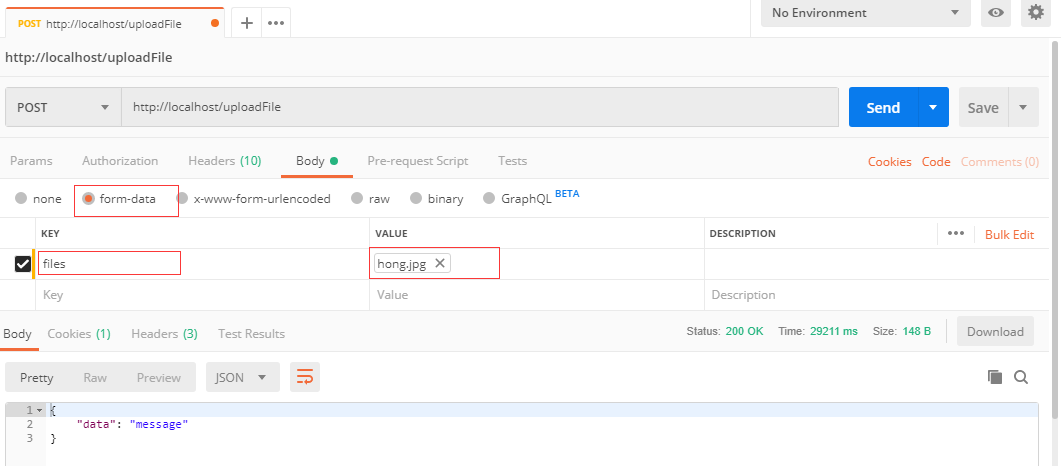 POST http://localhost/uploadFile
No Environment
http://localhost/uploadFile
POST http://localhost/uploadFile Send Save
Params Authorization Headers (10) Body Pre-request Script Tests Cookies Code Comments (0)
none form-data x-www-form-urlencoded raw binary GraphQL BETA
KEY VALUE DESCRIPTION Bulk Edit
files hong.jpg
Key Value Description
Body Cookies (1) Headers (3) Test Results Status: 200 OK Time: 29211 ms Size: 148 B Download
Pretty Raw Preview JSON
1 {
2 "data": "message"
3 }